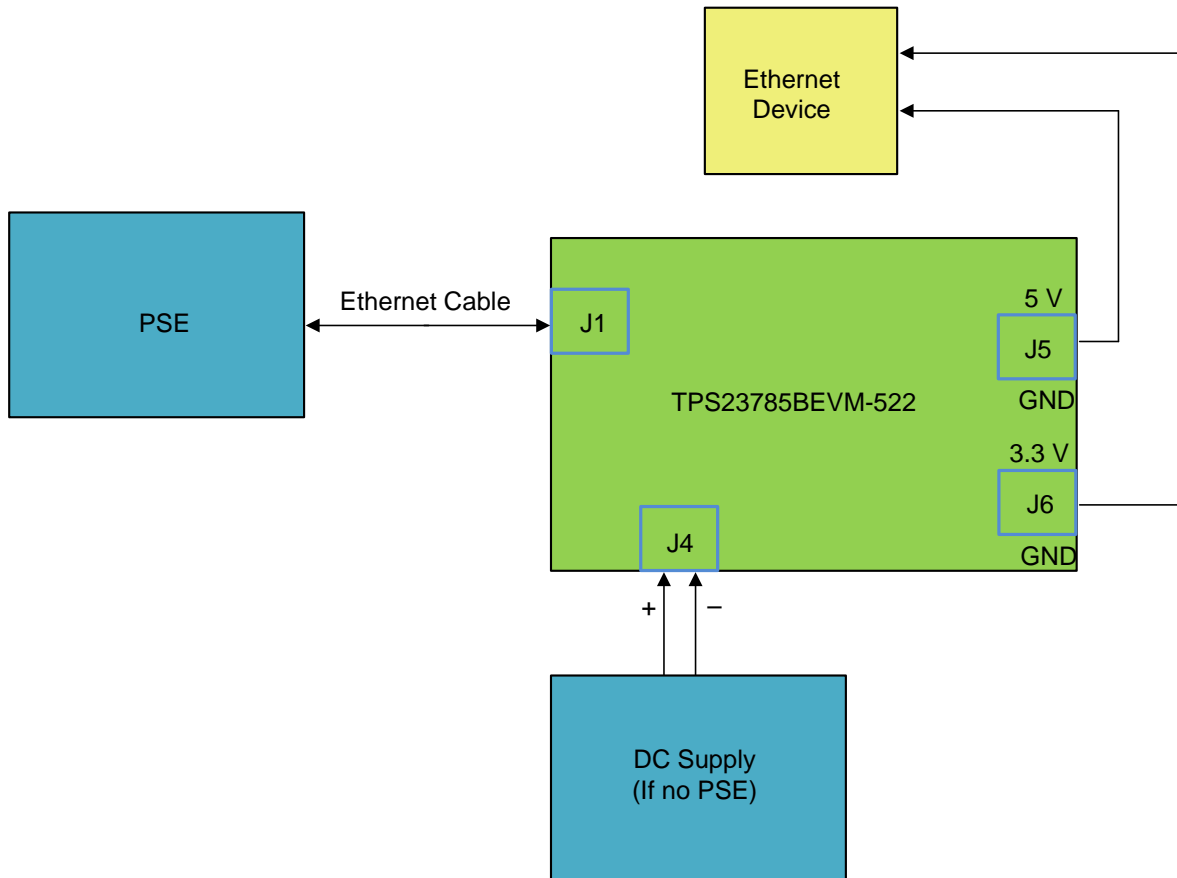 Ethernet
Device
PSE
Ethernet Cable
J1
5 V
J5
GND
TPS23785BEVM-522
3.3 V
J6
GND
J4
+
–
DC Supply
(If no PSE)